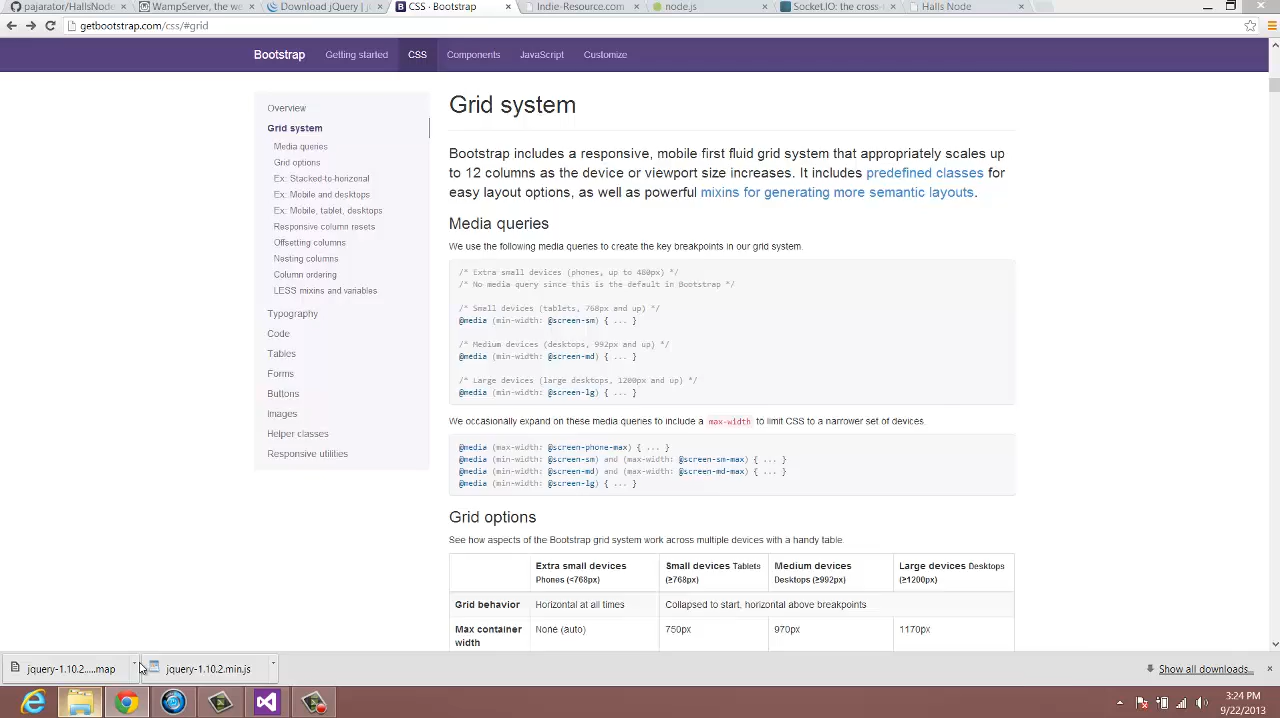 pajarator/HallsNode
WampServer, the we
Download jQuery | j
CSS · Bootstrap
Indie-Resource.com
node.js
Socket.IO: the cross-
Halls Node
getbootstrap.com/css/#grid
Bootstrap
Getting started
CSS
Components
JavaScript
Customize
Overview
Grid system
Media queries
Grid options
Ex: Stacked-to-horizonal
Ex: Mobile and desktops
Ex: Mobile, tablet, desktops
Responsive column resets
Offsetting columns
Nesting columns
Column ordering
LESS mixins and variables
Typography
Code
Tables
Forms
Buttons
Images
Helper classes
Responsive utilities
Grid system
Bootstrap includes a responsive, mobile first fluid grid system that appropriately scales up
to 12 columns as the device or viewport size increases. It includes predefined classes for
easy layout options, as well as powerful mixins for generating more semantic layouts.
Media queries
We use the following media queries to create the key breakpoints in our grid system.
/* Extra small devices (phones, up to 480px) */
/* No media query since this is the default in Bootstrap */
/* Small devices (tablets, 768px and up) */
@media (min-width: @screen-sm) { ... }
/* Medium devices (desktops, 992px and up) */
@media (min-width: @screen-md) { ... }
/* Large devices (large desktops, 1200px and up) */
@media (min-width: @screen-lg) { ... }
We occasionally expand on these media queries to include a max-width to limit CSS to a narrower set of devices.
@media (max-width: @screen-phone-max) { ... }
@media (min-width: @screen-sm) and (max-width: @screen-sm-max) { ... }
@media (min-width: @screen-md) and (max-width: @screen-md-max) { ... }
@media (min-width: @screen-lg) { ... }
Grid options
See how aspects of the Bootstrap grid system work across multiple devices with a handy table.
Extra small devices
Phones (<768px)
Small devices Tablets
(≥768px)
Medium devices
Desktops (≥992px)
Large devices Desktops
(≥1200px)
Grid behavior
Horizontal at all times
Collapsed to start, horizontal above breakpoints
Max container
width
None (auto)
750px
970px
1170px
jquery-1.10.2.....map
jquery-1.10.2.min.js
Show all downloads...
3:24 PM
9/22/2013